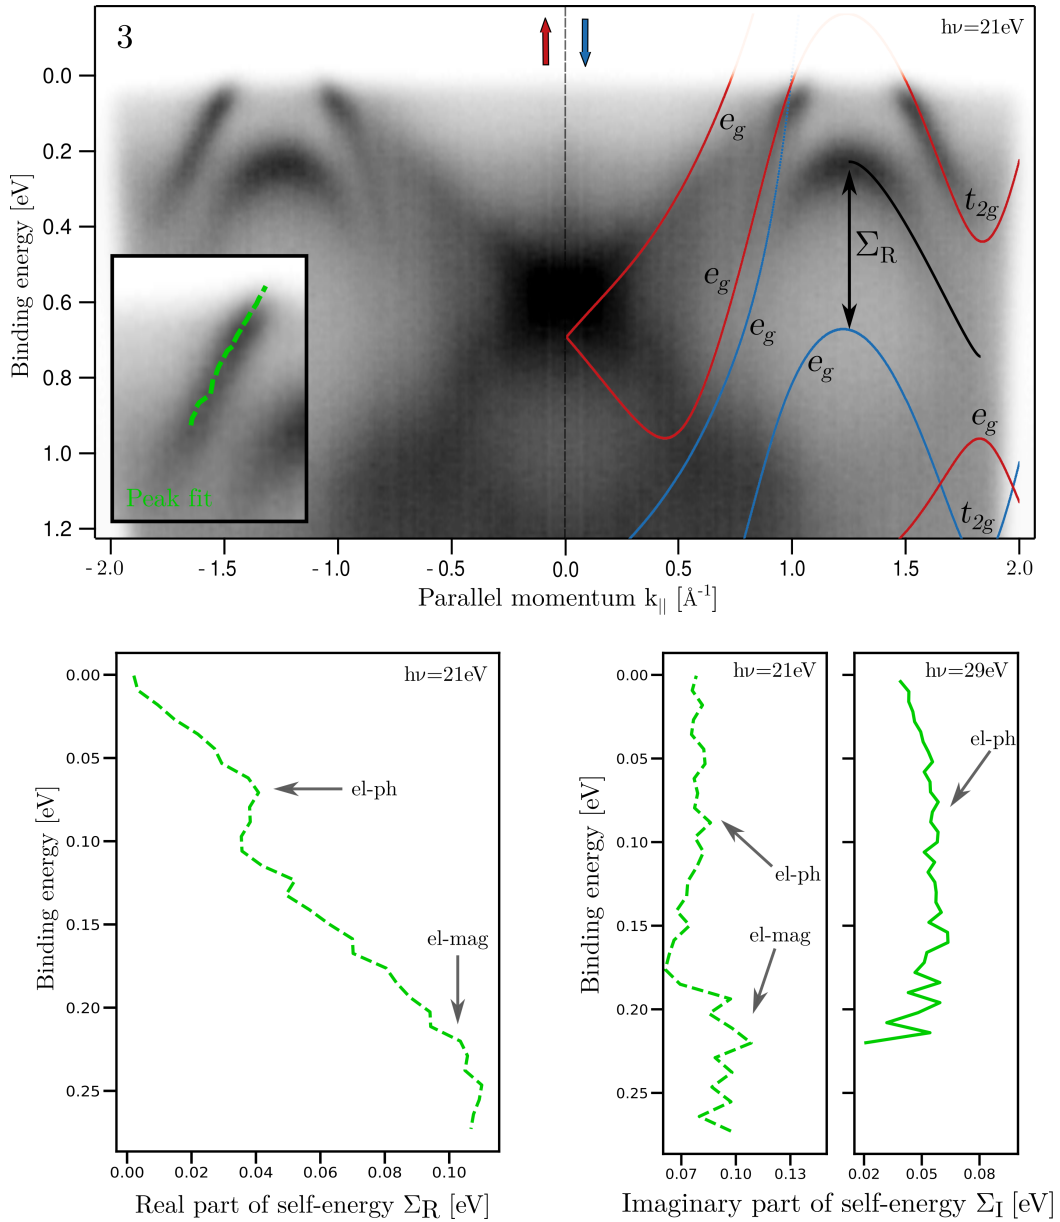 3
hν=21eV
0.0
0.2
0.4
0.6
0.8
1.0
1.2
Binding energy [eV]
e_g
t_2g
e_g
e_g
Σ_R
e_g
e_g
t_2g
Peak fit
-2.0 -1.5 -1.0 -0.5 0.0 0.5 1.0 1.5 2.0
Parallel momentum k_|| [Å⁻¹]
hν=21eV
0.00
0.05
0.10
0.15
0.20
0.25
Binding energy [eV]
el-ph
el-mag
0.00 0.02 0.04 0.06 0.08 0.10
Real part of self-energy Σ_R [eV]
hν=21eV
0.00
0.05
0.10
0.15
0.20
0.25
Binding energy [eV]
el-ph
el-mag
0.07 0.10 0.13
hν=29eV
el-ph
0.02 0.05 0.08
Imaginary part of self-energy Σ_I [eV]